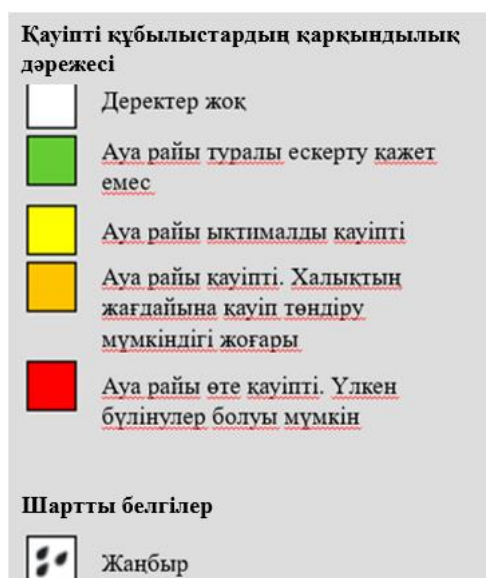 Қауіпті құбылыстардың қарқындылық
дәрежесі
Деректер жоқ
Ауа райы туралы ескерту қажет
емес
Ауа райы ықтималды қауіпті
Ауа райы қауіпті. Халықтың
жағдайына қауіп төндіру
мүмкіндігі жоғары
Ауа райы өте қауіпті. Үлкен
бүлінулер болуы мүмкін
Шартты белгілер
Жаңбыр